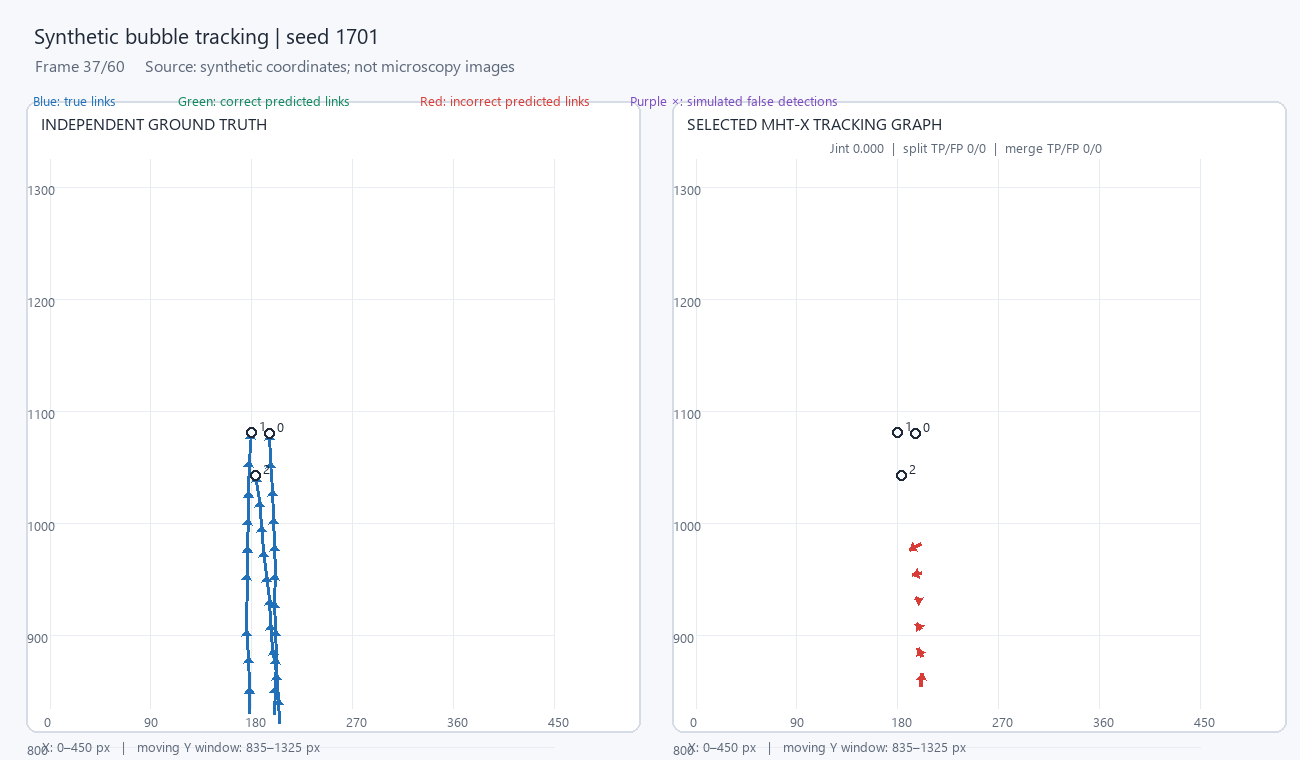 Synthetic bubble tracking | seed 1701
Frame 37/60 Source: synthetic coordinates; not microscopy images
Blue: true links Green: correct predicted links Red: incorrect predicted links Purple ×: simulated false detections
INDEPENDENT GROUND TRUTH
1300
1200
1100
1000
900
800
1 0
2
0 90 180 270 360 450
X: 0–450 px | moving Y window: 835–1325 px
SELECTED MHT-X TRACKING GRAPH
Jint 0.000 | split TP/FP 0/0 | merge TP/FP 0/0
1300
1200
1100
1000
900
800
1 0
2
0 90 180 270 360 450
X: 0–450 px | moving Y window: 835–1325 px